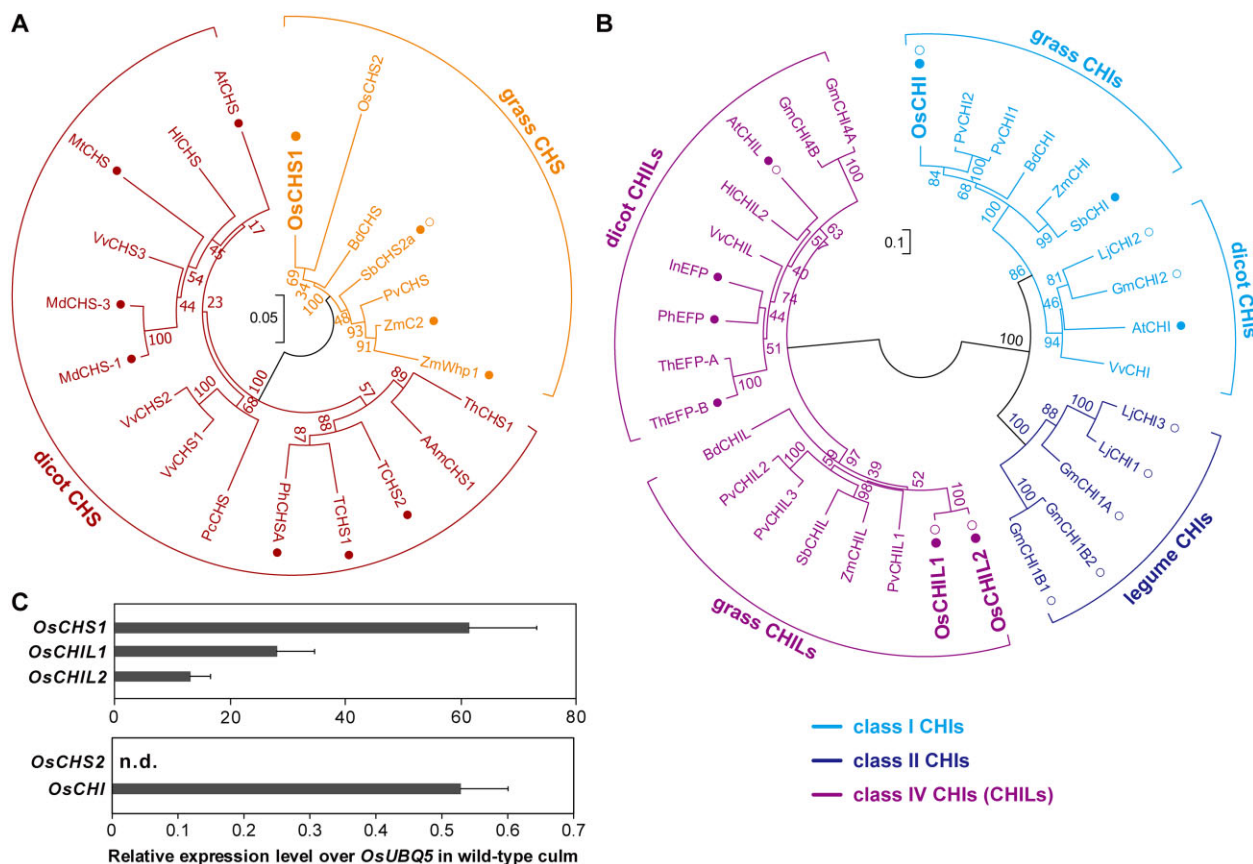 A
AtCHS
HlCHS
MtCHS
VvCHS3
MdCHS-3
MdCHS-1
VvCHS2
VvCHS1
PcCHS
PhCHSA
TCHS1
TCHS2
AAmCHS1
ThCHS1
dicot CHS
OsCHS1
OsCHS2
BdCHS
SbCHS2a
PvCHS
ZmC2
ZmWhp1
grass CHS
17
45
54
44
100
23
100
68
100
57
88
87
89
69
34
100
48
93
91
0.05
B
GmCHI4A
GmCHI4B
AtCHIL
HlCHIL2
VvCHIL
InEFP
PhEFP
ThEFP-A
ThEFP-B
dicot CHILs
BdCHIL
PvCHIL2
PvCHIL3
SbCHIL
ZmCHIL
PvCHIL1
OsCHIL1
OsCHIL2
grass CHILs
OsCHI
PvCHI2
PvCHI1
BdCHI
ZmCHI
SbCHI
grass CHIs
LjCHI2
GmCHI2
AtCHI
VvCHI
dicot CHIs
LjCHI3
LjCHI1
GmCHI1A
GmCHI1B2
GmCHI1B1
legume CHIs
100
63
57
40
74
44
51
100
97
59
100
39
98
52
100
84
68
100
100
99
86
81
46
94
100
100
88
100
100
0.1
class I CHIs
class II CHIs
class IV CHIs (CHILs)
C
OsCHS1
OsCHIL1
OsCHIL2
0 20 40 60 80
OsCHS2 n.d.
OsCHI
0 0.1 0.2 0.3 0.4 0.5 0.6 0.7
Relative expression level over OsUBQ5 in wild-type culm